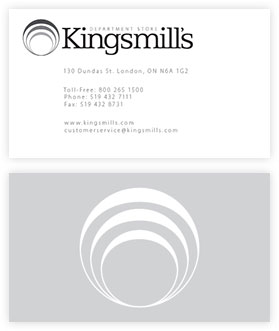 DEPARTMENT STORE
Kingsmill's
130 Dundas St. London, ON N6A 1G2
Toll-Free: 800 265 1500
Phone: 519 432 7111
Fax: 519 432 8731
www.kingsmills.com
customerservice@kingsmills.com